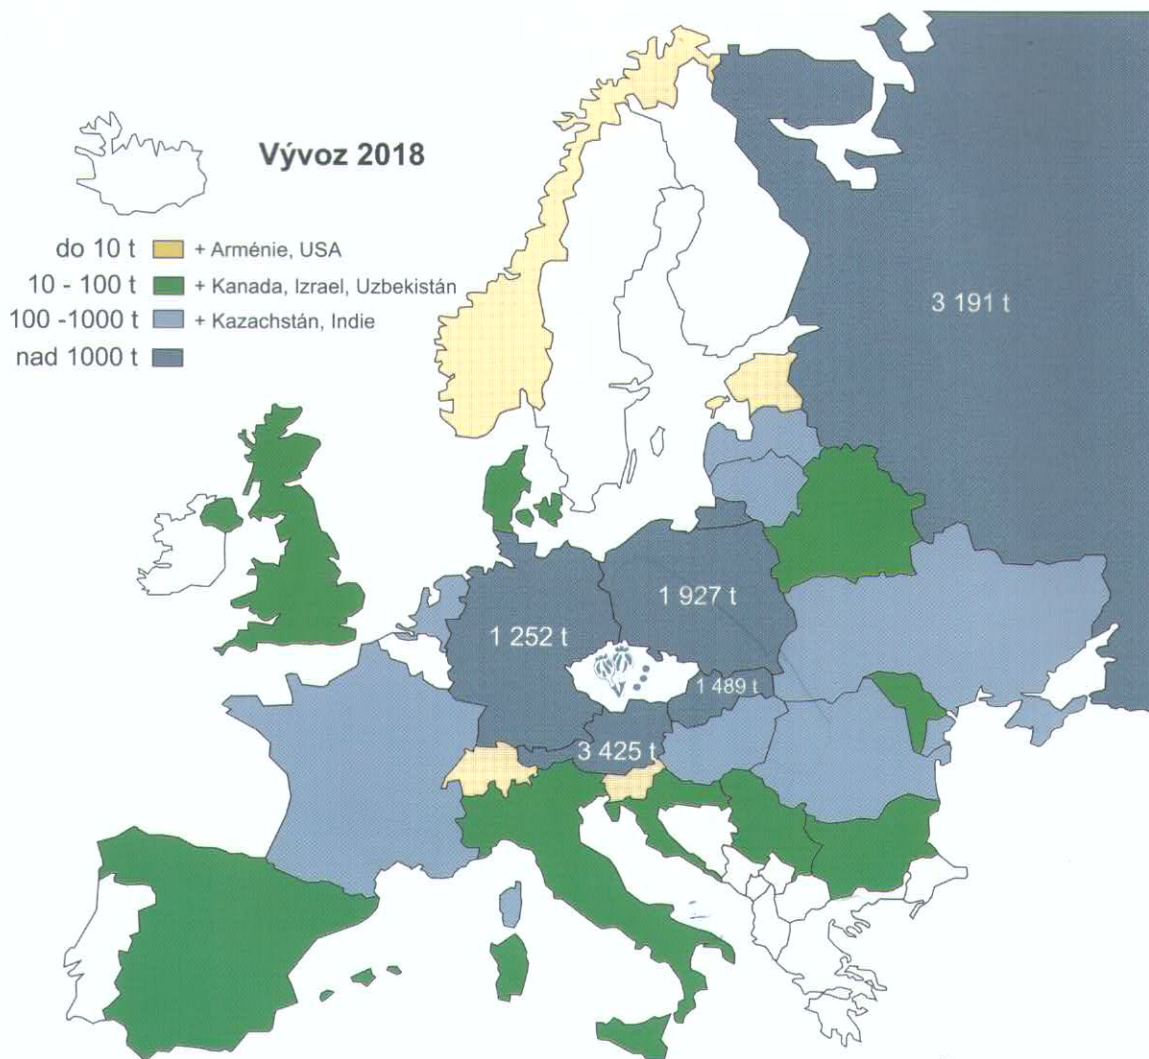 Vývoz 2018
do 10 t + Arménie, USA
10 - 100 t + Kanada, Izrael, Uzbekistán
100 -1000 t + Kazachstán, Indie
nad 1000 t
3 191 t
1 927 t
1 252 t
1 489 t
3 425 t